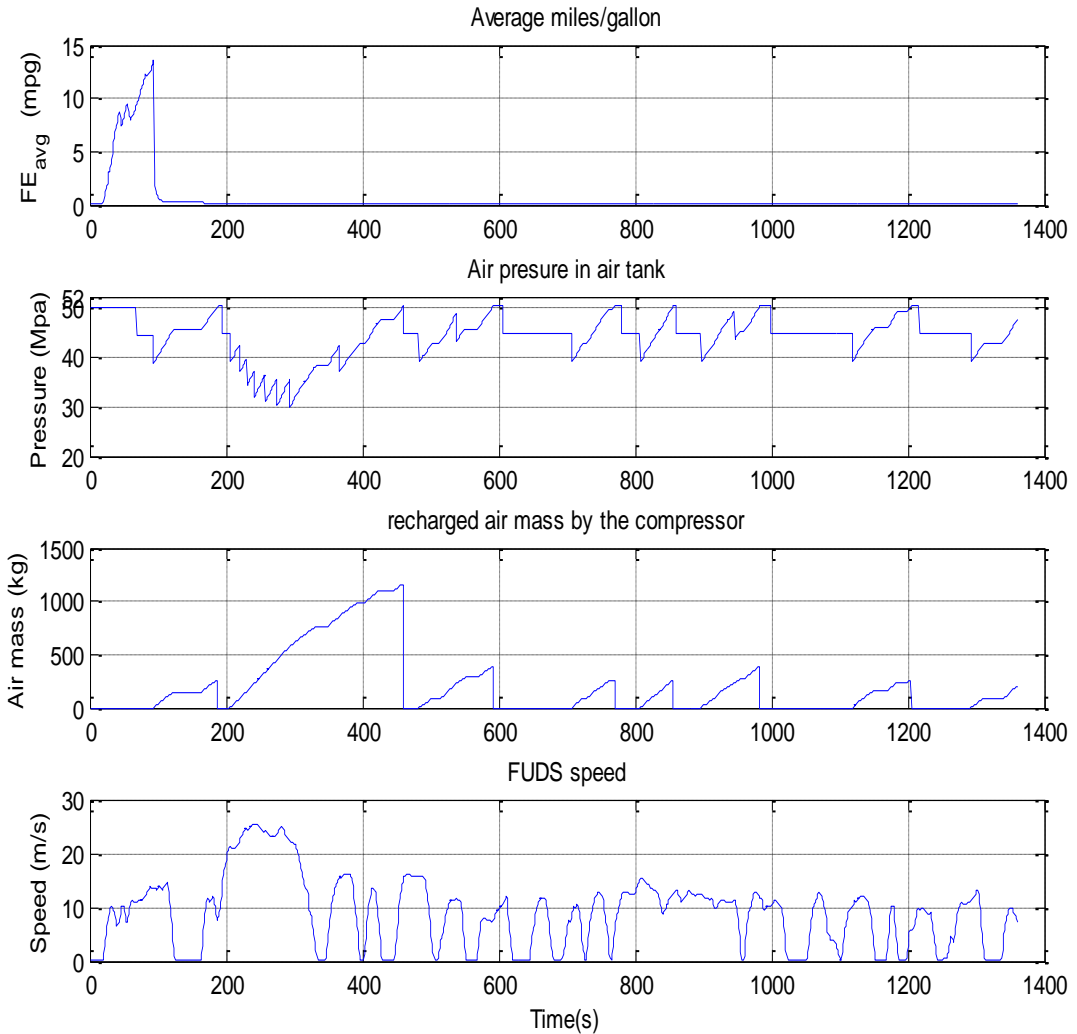 Average miles/gallon
15
10
5
0
FE_avg (mpg)
0 200 400 600 800 1000 1200 1400
Air presure in air tank
52
50
40
30
20
Pressure (Mpa)
0 200 400 600 800 1000 1200 1400
recharged air mass by the compressor
1500
1000
500
0
Air mass (kg)
0 200 400 600 800 1000 1200 1400
FUDS speed
30
20
10
0
Speed (m/s)
0 200 400 600 800 1000 1200 1400
Time(s)